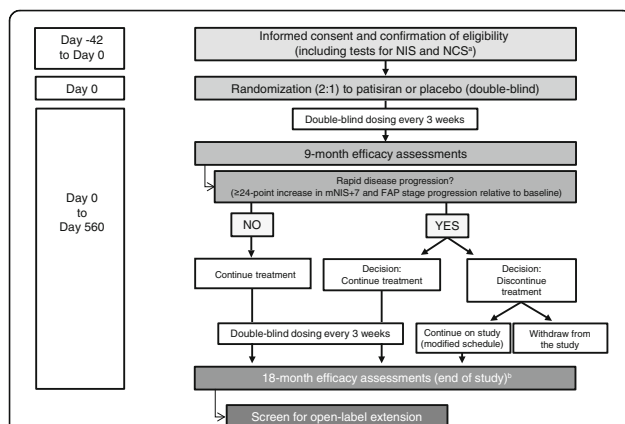 Day -42
to Day 0
Informed consent and confirmation of eligibility
(including tests for NIS and NCSᵃ)
Day 0
Randomization (2:1) to patisiran or placebo (double-blind)
Double-blind dosing every 3 weeks
9-month efficacy assessments
Rapid disease progression?
(≥24-point increase in mNIS+7 and FAP stage progression relative to baseline)
Day 0
to
Day 560
NO
YES
Continue treatment
Decision:
Continue treatment
Decision:
Discontinue
treatment
Double-blind dosing every 3 weeks
Continue on study
(modified schedule)
Withdraw from
the study
18-month efficacy assessments (end of study)ᵇ
Screen for open-label extension